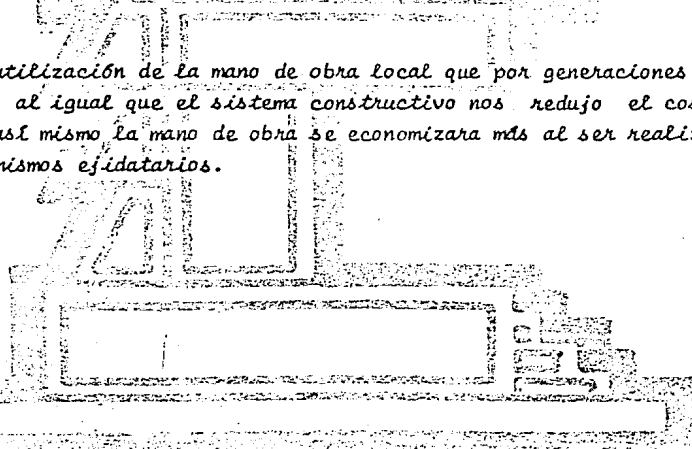 utilización de la mano de obra local que por generaciones
al igual que el sistema constructivo nos redujo el cos
así mismo la mano de obra se economizara más al ser reali
mismos ejidatarios.